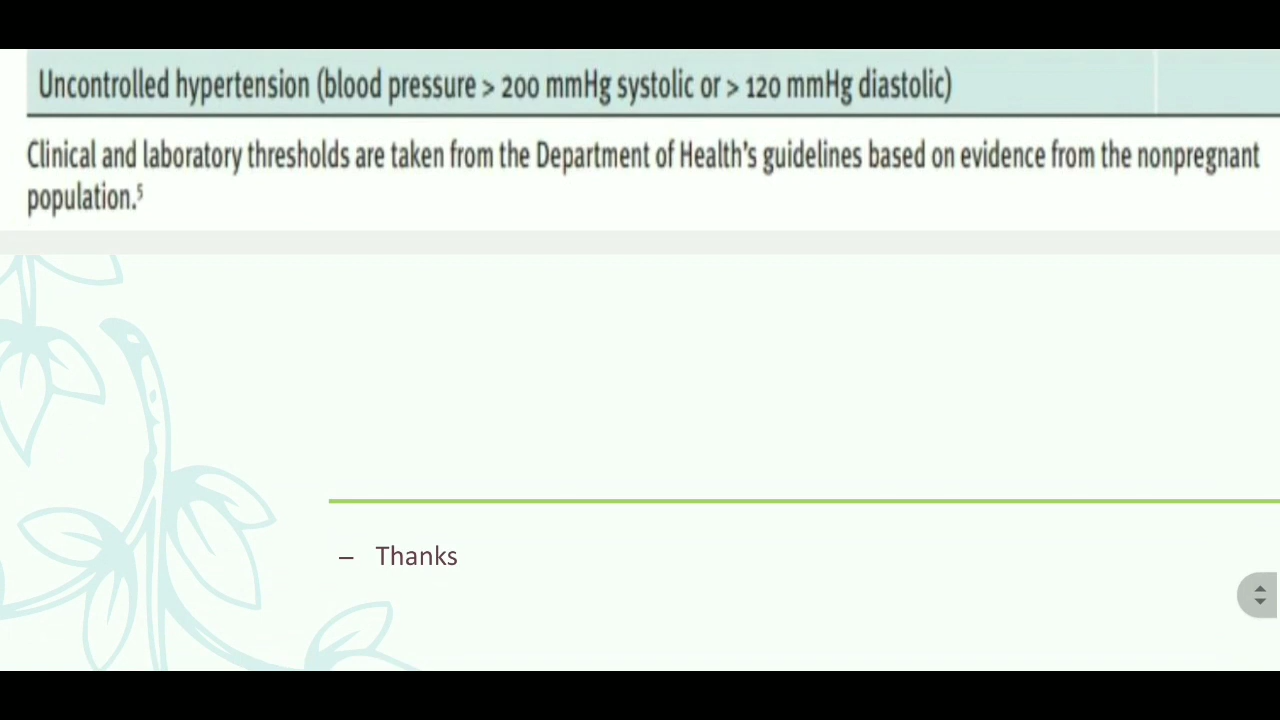 Uncontrolled hypertension (blood pressure > 200 mmHg systolic or > 120 mmHg diastolic)
Clinical and laboratory thresholds are taken from the Department of Health's guidelines based on evidence from the nonpregnant
population.⁵
– Thanks